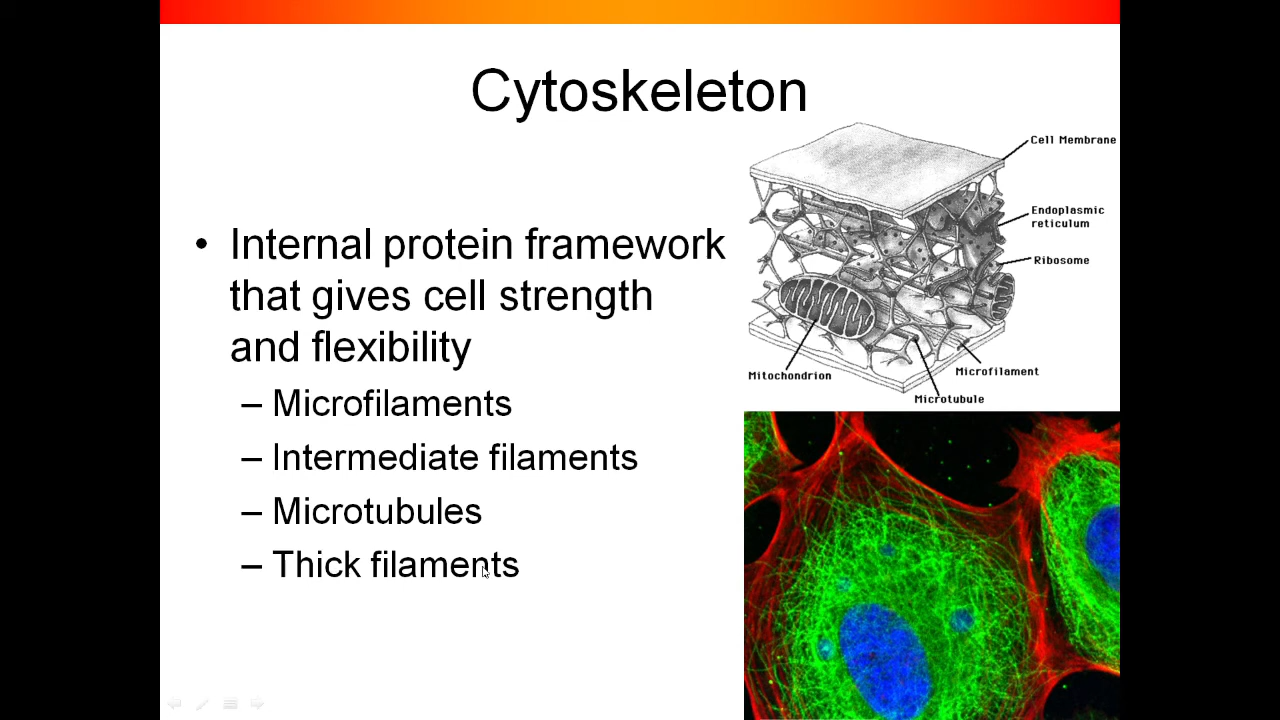 Cytoskeleton
• Internal protein framework
that gives cell strength
and flexibility
– Microfilaments
– Intermediate filaments
– Microtubules
– Thick filaments
Cell Membrane
Endoplasmic
reticulum
Ribosome
Mitochondrion
Microfilament
Microtubule